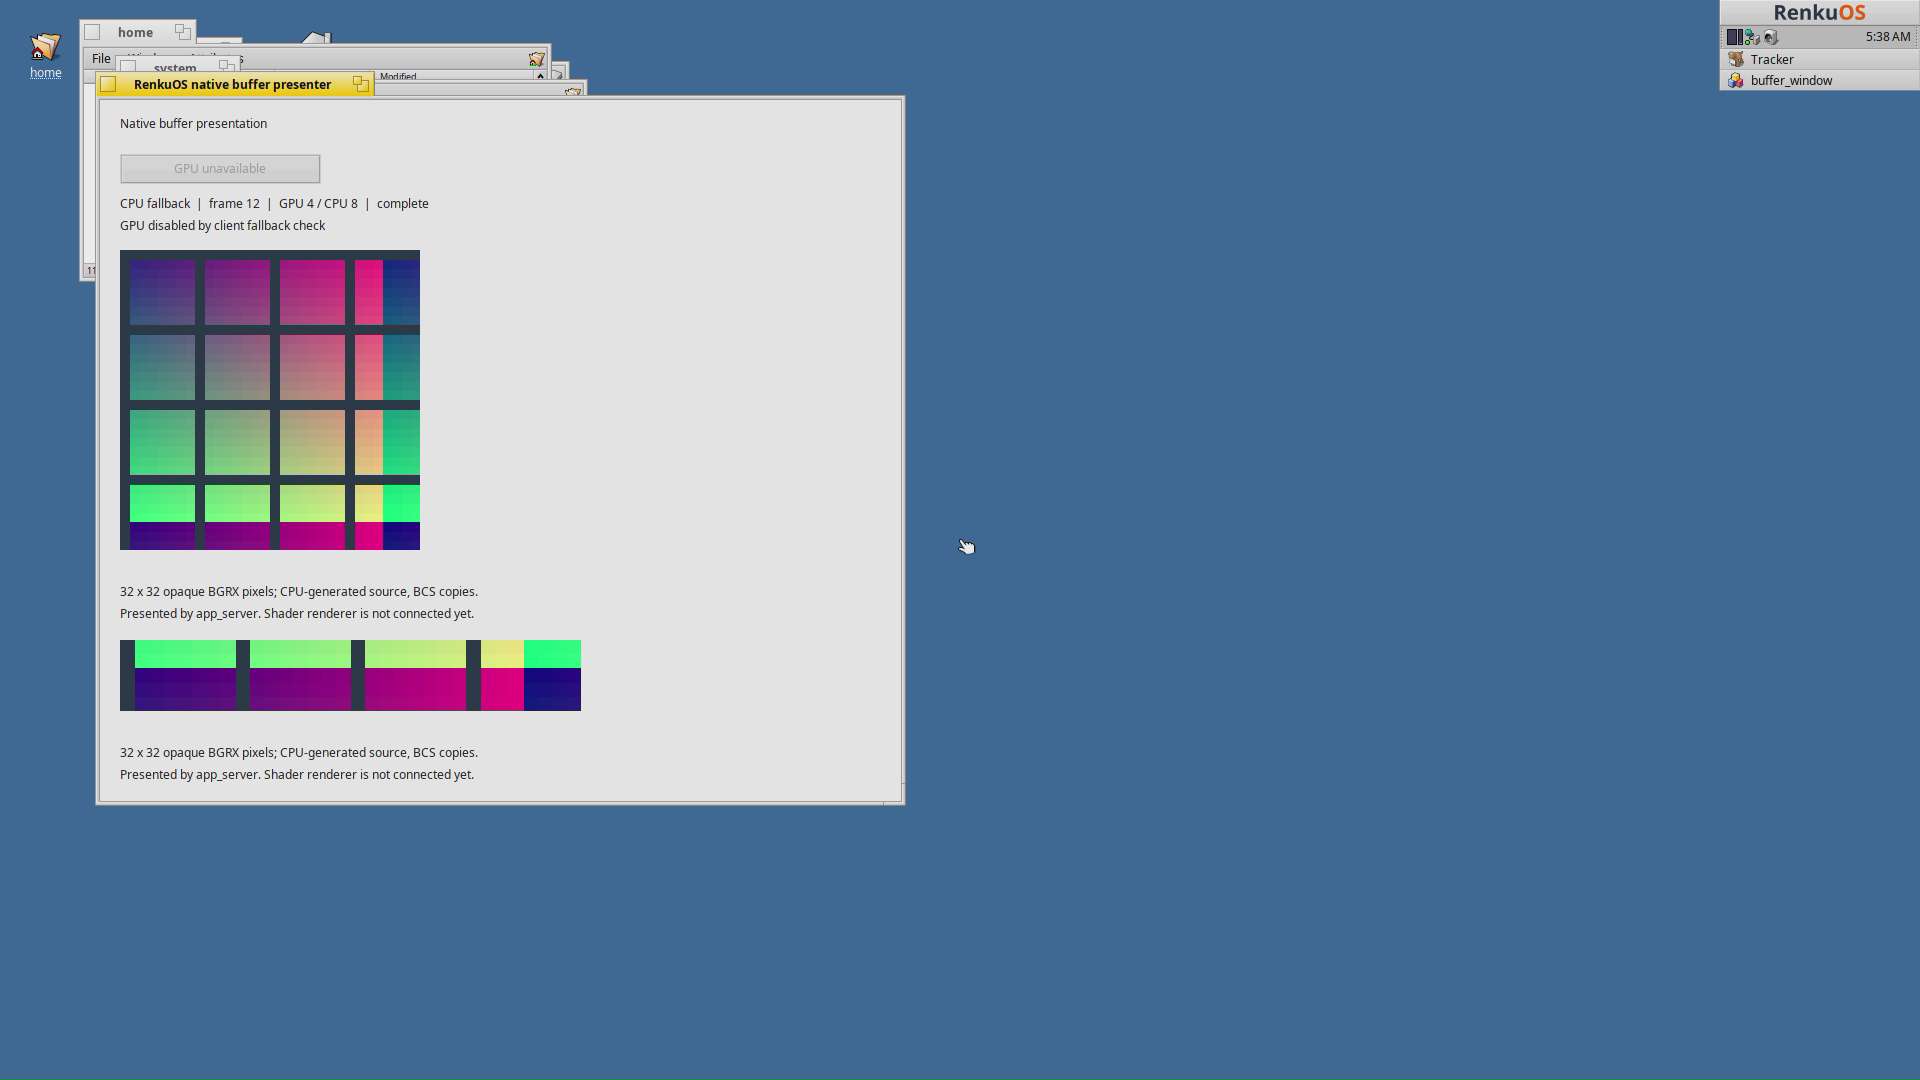 RenkuOS
5:38 AM
Tracker
buffer_window
home
home
File
system
Modified
RenkuOS native buffer presenter
Native buffer presentation
GPU unavailable
CPU fallback | frame 12 | GPU 4 / CPU 8 | complete
GPU disabled by client fallback check
11
32 x 32 opaque BGRX pixels; CPU-generated source, BCS copies.
Presented by app_server. Shader renderer is not connected yet.
32 x 32 opaque BGRX pixels; CPU-generated source, BCS copies.
Presented by app_server. Shader renderer is not connected yet.